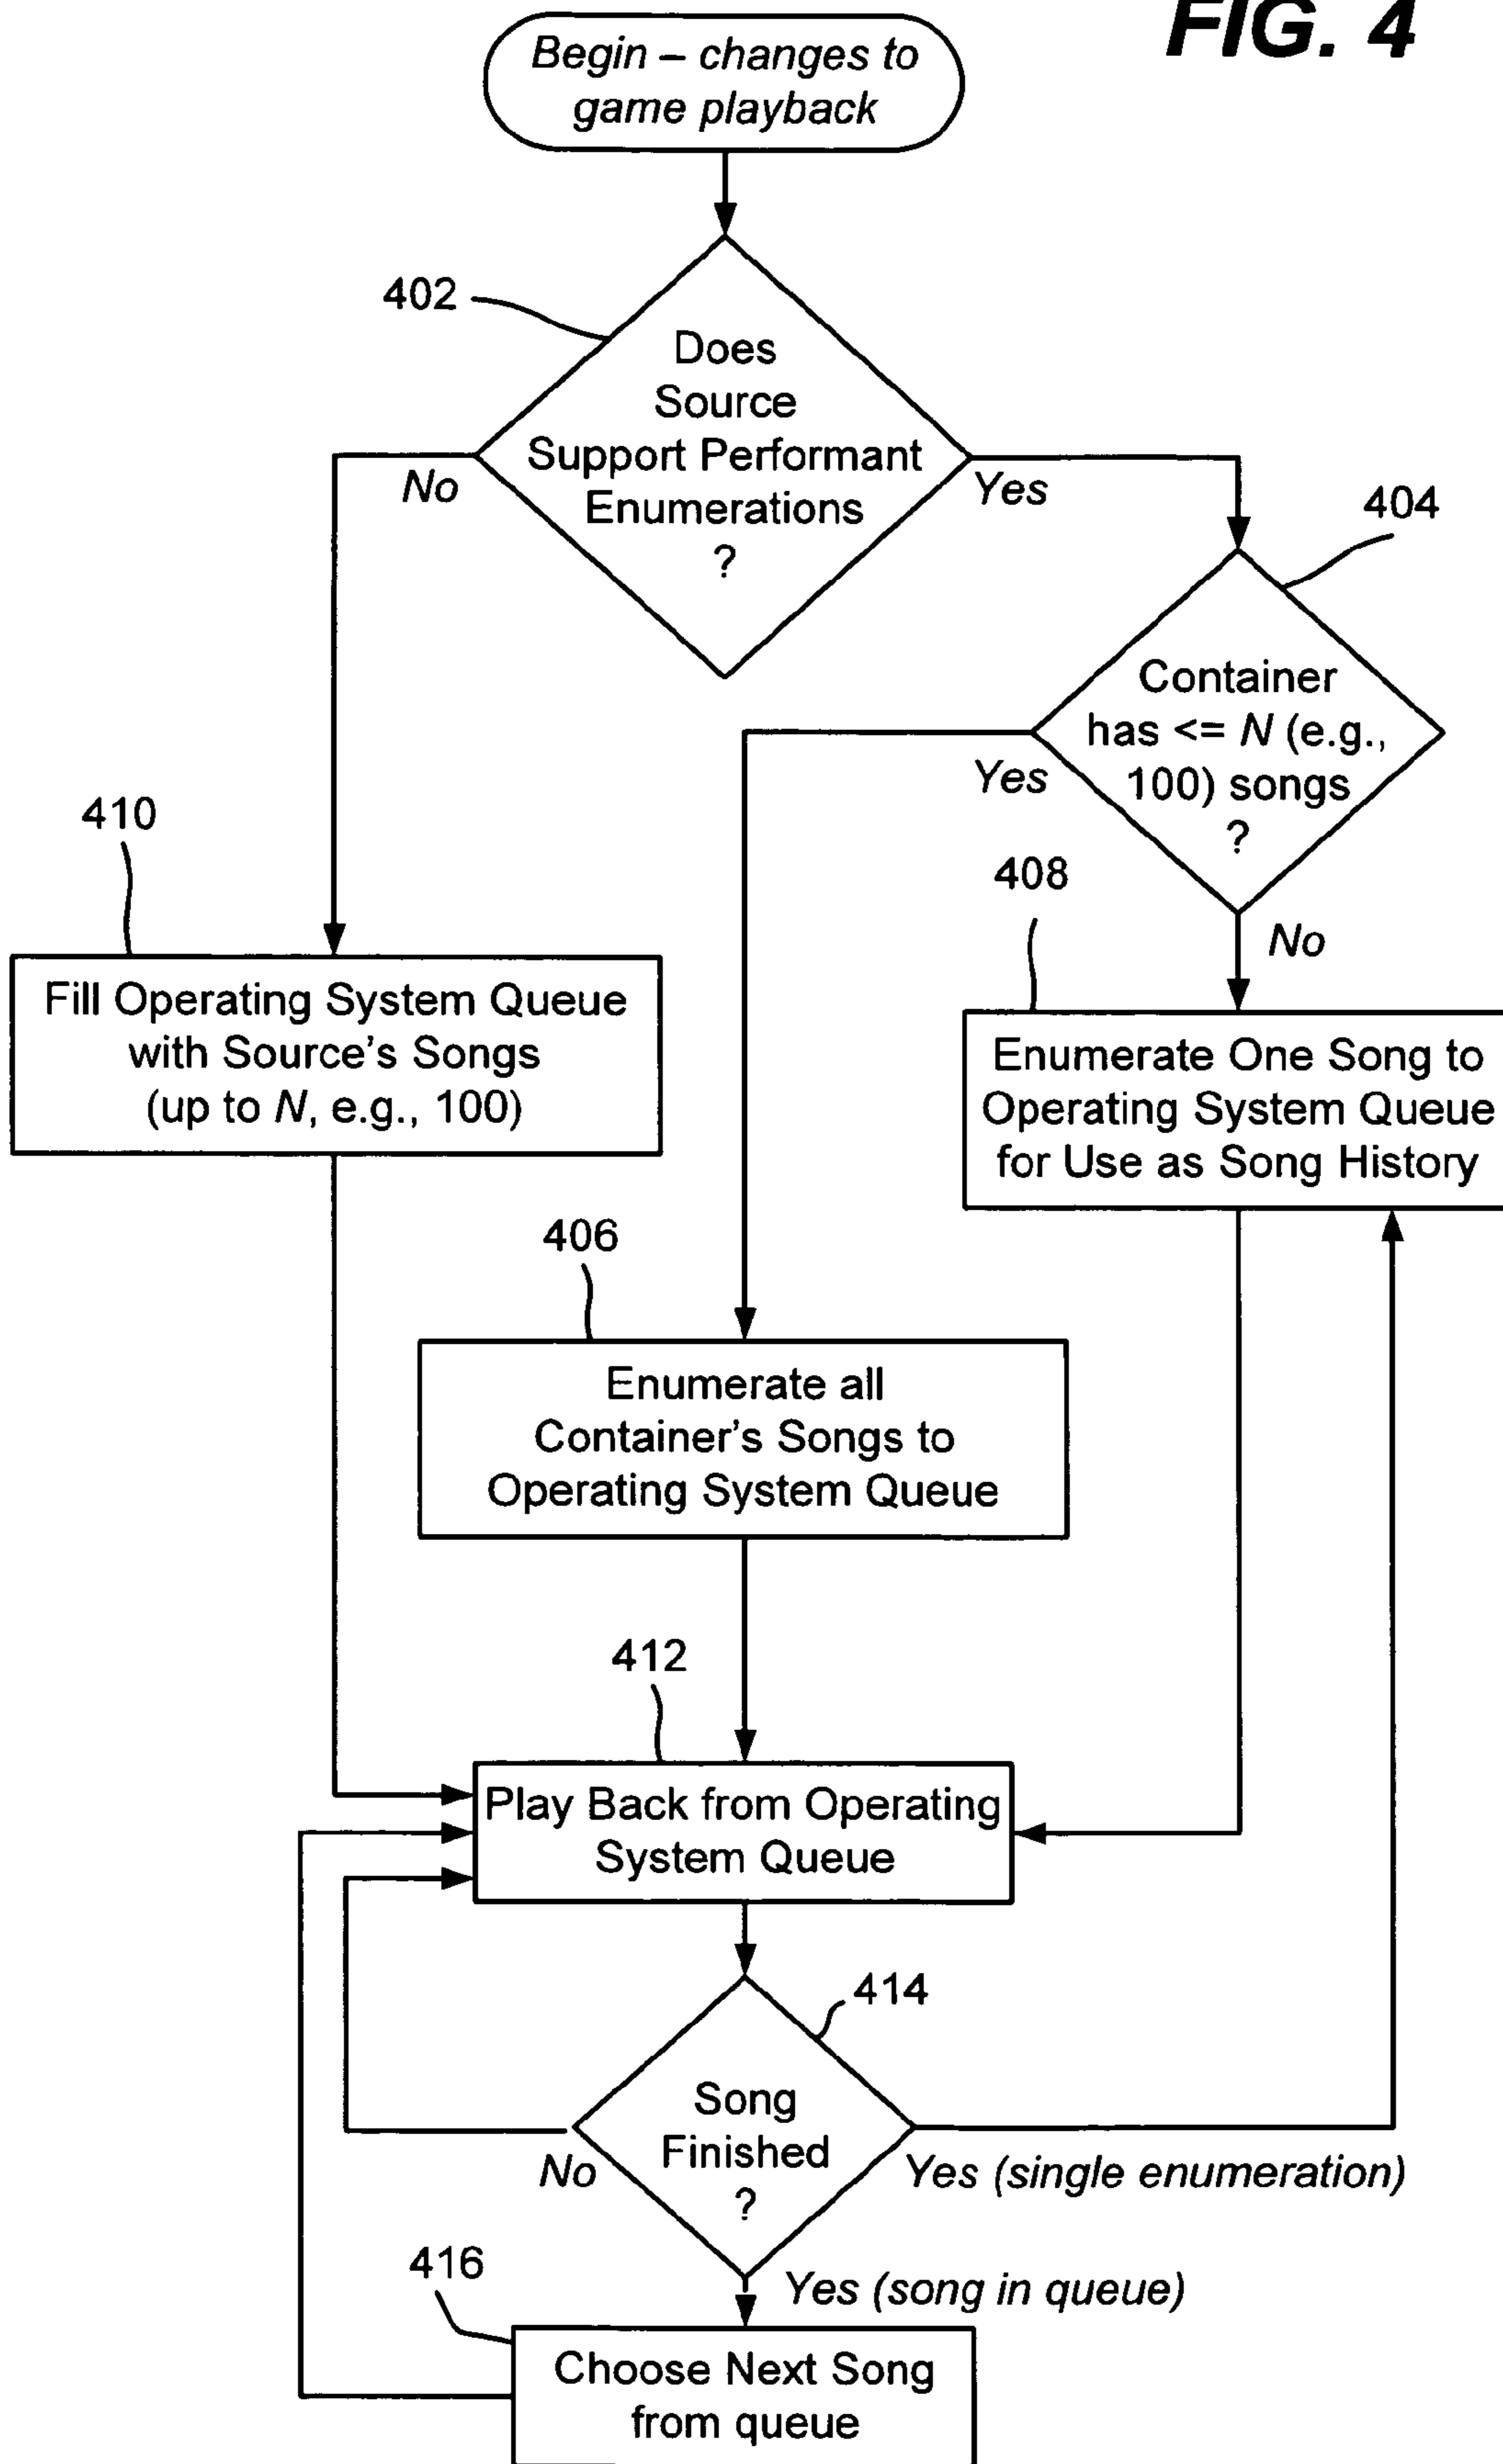 FIG. 4
Begin – changes to
game playback
402
Does
Source
Support Performant
Enumerations
?
No
Yes
404
Container
has <= N (e.g.,
100) songs
?
Yes
No
410
Fill Operating System Queue
with Source's Songs
(up to N, e.g., 100)
408
Enumerate One Song to
Operating System Queue
for Use as Song History
406
Enumerate all
Container's Songs to
Operating System Queue
412
Play Back from Operating
System Queue
414
Song
Finished
?
No
Yes (single enumeration)
Yes (song in queue)
416
Choose Next Song
from queue